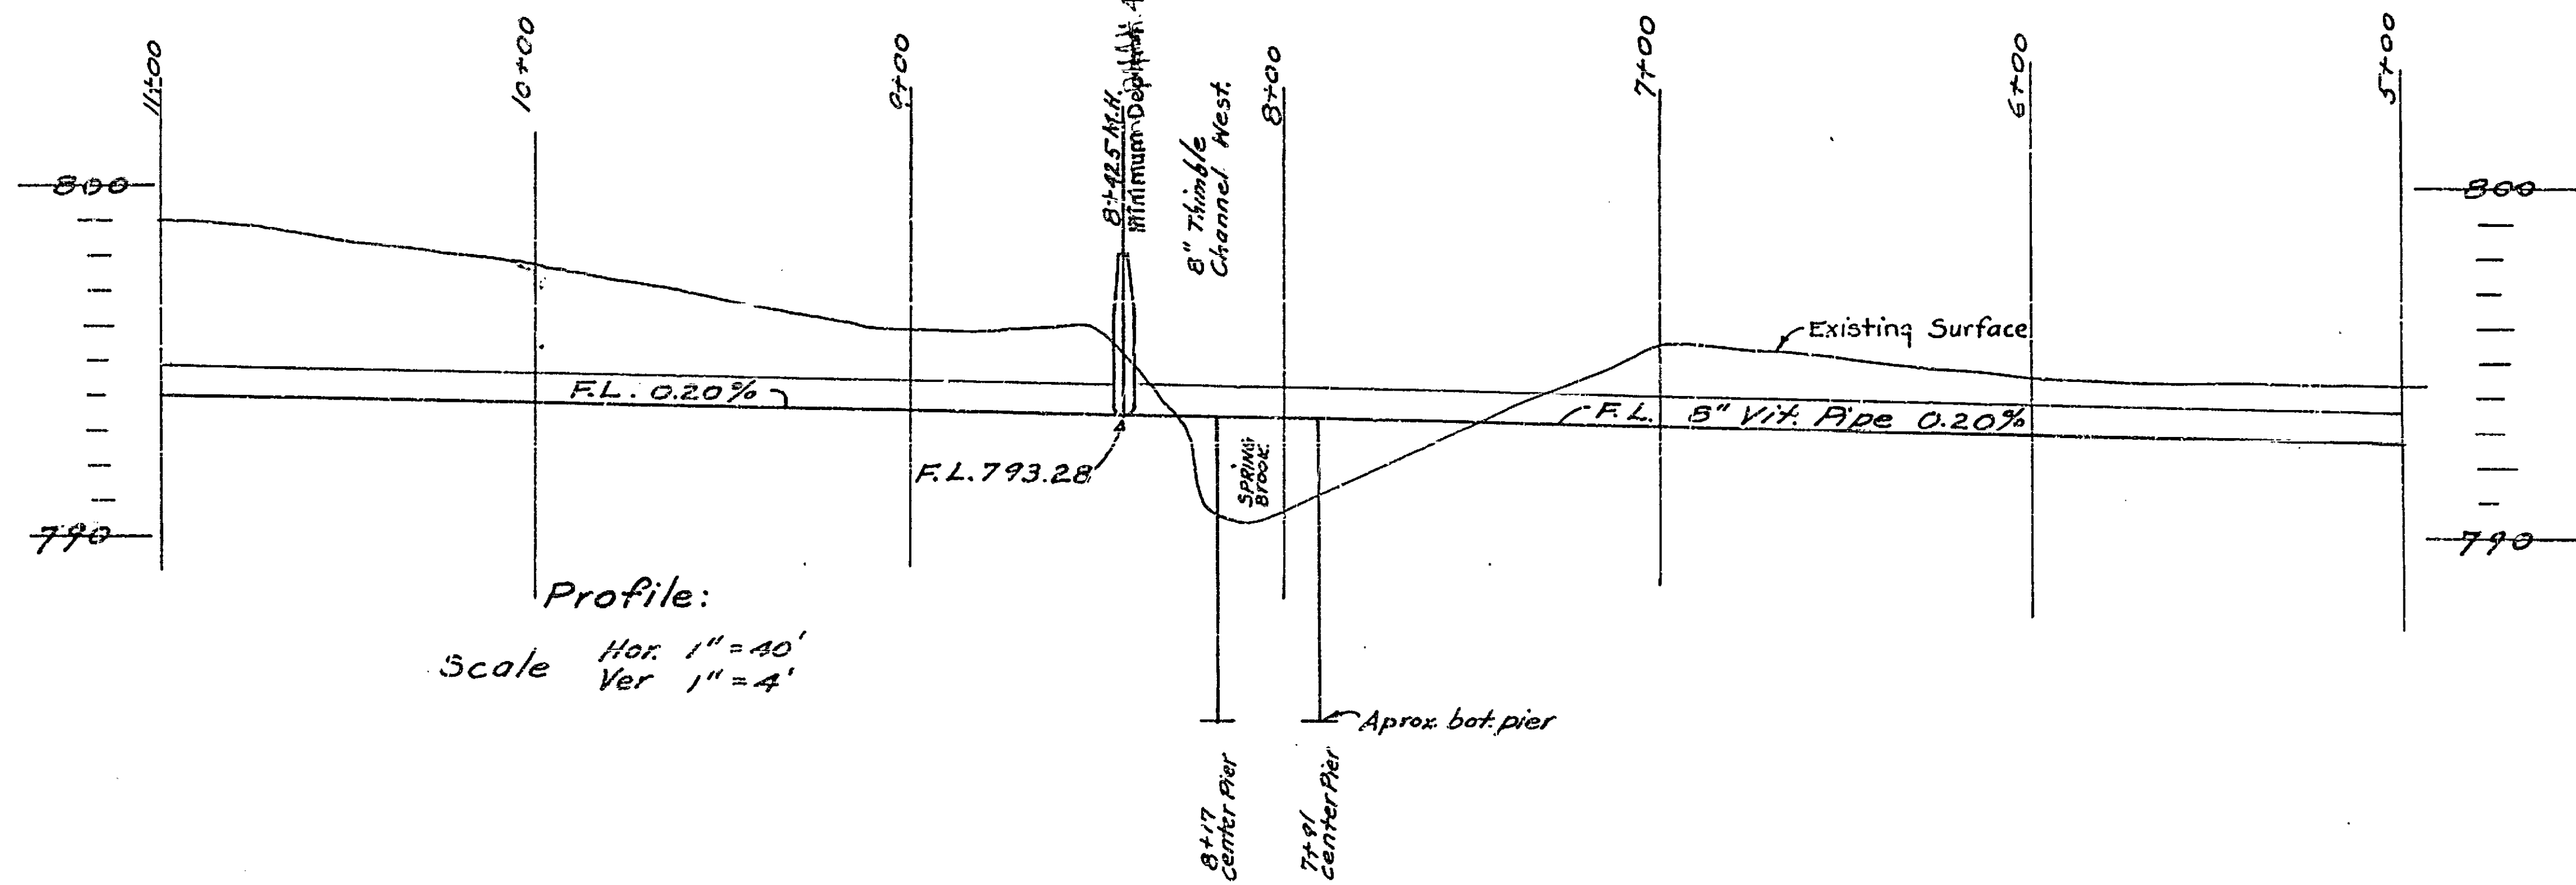 11+00
10+00
9+00
8+42.5 M.H.
Minimum Depth
8" Thimble
Channel West.
8+00
7+00
6+00
5+00
800
800
Existing Surface
F.L. 0.20%
F.L. 8" Vit. Pipe 0.20%
F.L. 793.28
SPRING
BROOK
790
790
Profile:
Scale Hor. 1" = 40'
Ver 1" = 4'
Aprox. bot. pier
8+17
Center Pier
7+91
Center Pier